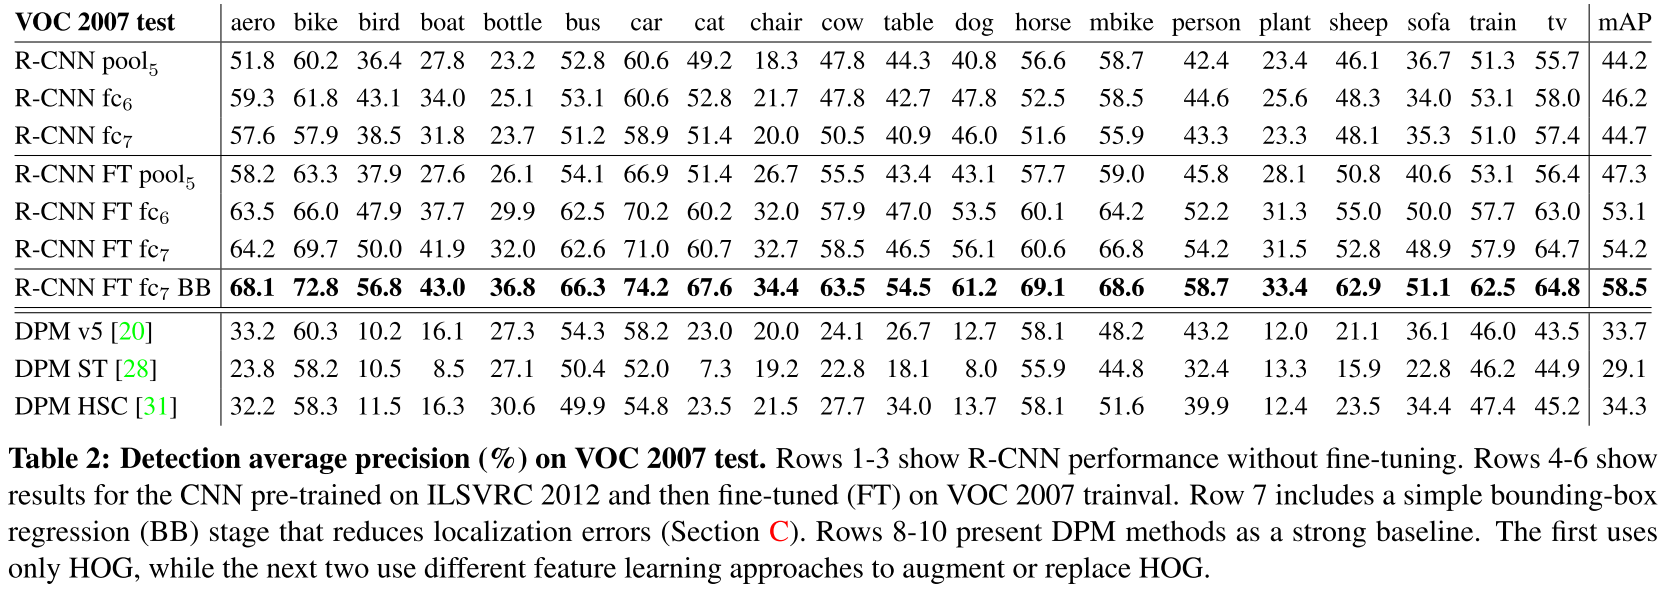 VOC 2007 test aero bike bird boat bottle bus car cat chair cow table dog horse mbike person plant sheep sofa train tv mAP
R-CNN pool5 51.8 60.2 36.4 27.8 23.2 52.8 60.6 49.2 18.3 47.8 44.3 40.8 56.6 58.7 42.4 23.4 46.1 36.7 51.3 55.7 44.2
R-CNN fc6 59.3 61.8 43.1 34.0 25.1 53.1 60.6 52.8 21.7 47.8 42.7 47.8 52.5 58.5 44.6 25.6 48.3 34.0 53.1 58.0 46.2
R-CNN fc7 57.6 57.9 38.5 31.8 23.7 51.2 58.9 51.4 20.0 50.5 40.9 46.0 51.6 55.9 43.3 23.3 48.1 35.3 51.0 57.4 44.7
R-CNN FT pool5 58.2 63.3 37.9 27.6 26.1 54.1 66.9 51.4 26.7 55.5 43.4 43.1 57.7 59.0 45.8 28.1 50.8 40.6 53.1 56.4 47.3
R-CNN FT fc6 63.5 66.0 47.9 37.7 29.9 62.5 70.2 60.2 32.0 57.9 47.0 53.5 60.1 64.2 52.2 31.3 55.0 50.0 57.7 63.0 53.1
R-CNN FT fc7 64.2 69.7 50.0 41.9 32.0 62.6 71.0 60.7 32.7 58.5 46.5 56.1 60.6 66.8 54.2 31.5 52.8 48.9 57.9 64.7 54.2
R-CNN FT fc7 BB 68.1 72.8 56.8 43.0 36.8 66.3 74.2 67.6 34.4 63.5 54.5 61.2 69.1 68.6 58.7 33.4 62.9 51.1 62.5 64.8 58.5
DPM v5 [20] 33.2 60.3 10.2 16.1 27.3 54.3 58.2 23.0 20.0 24.1 26.7 12.7 58.1 48.2 43.2 12.0 21.1 36.1 46.0 43.5 33.7
DPM ST [28] 23.8 58.2 10.5 8.5 27.1 50.4 52.0 7.3 19.2 22.8 18.1 8.0 55.9 44.8 32.4 13.3 15.9 22.8 46.2 44.9 29.1
DPM HSC [31] 32.2 58.3 11.5 16.3 30.6 49.9 54.8 23.5 21.5 27.7 34.0 13.7 58.1 51.6 39.9 12.4 23.5 34.4 47.4 45.2 34.3
Table 2: Detection average precision (%) on VOC 2007 test. Rows 1-3 show R-CNN performance without fine-tuning. Rows 4-6 show
results for the CNN pre-trained on ILSVRC 2012 and then fine-tuned (FT) on VOC 2007 trainval. Row 7 includes a simple bounding-box
regression (BB) stage that reduces localization errors (Section C). Rows 8-10 present DPM methods as a strong baseline. The first uses
only HOG, while the next two use different feature learning approaches to augment or replace HOG.